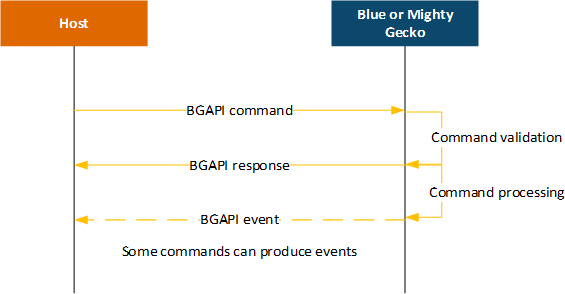 Host
Blue or Mighty
Gecko
BGAPI command
Command validation
BGAPI response
Command processing
BGAPI event
Some commands can produce events